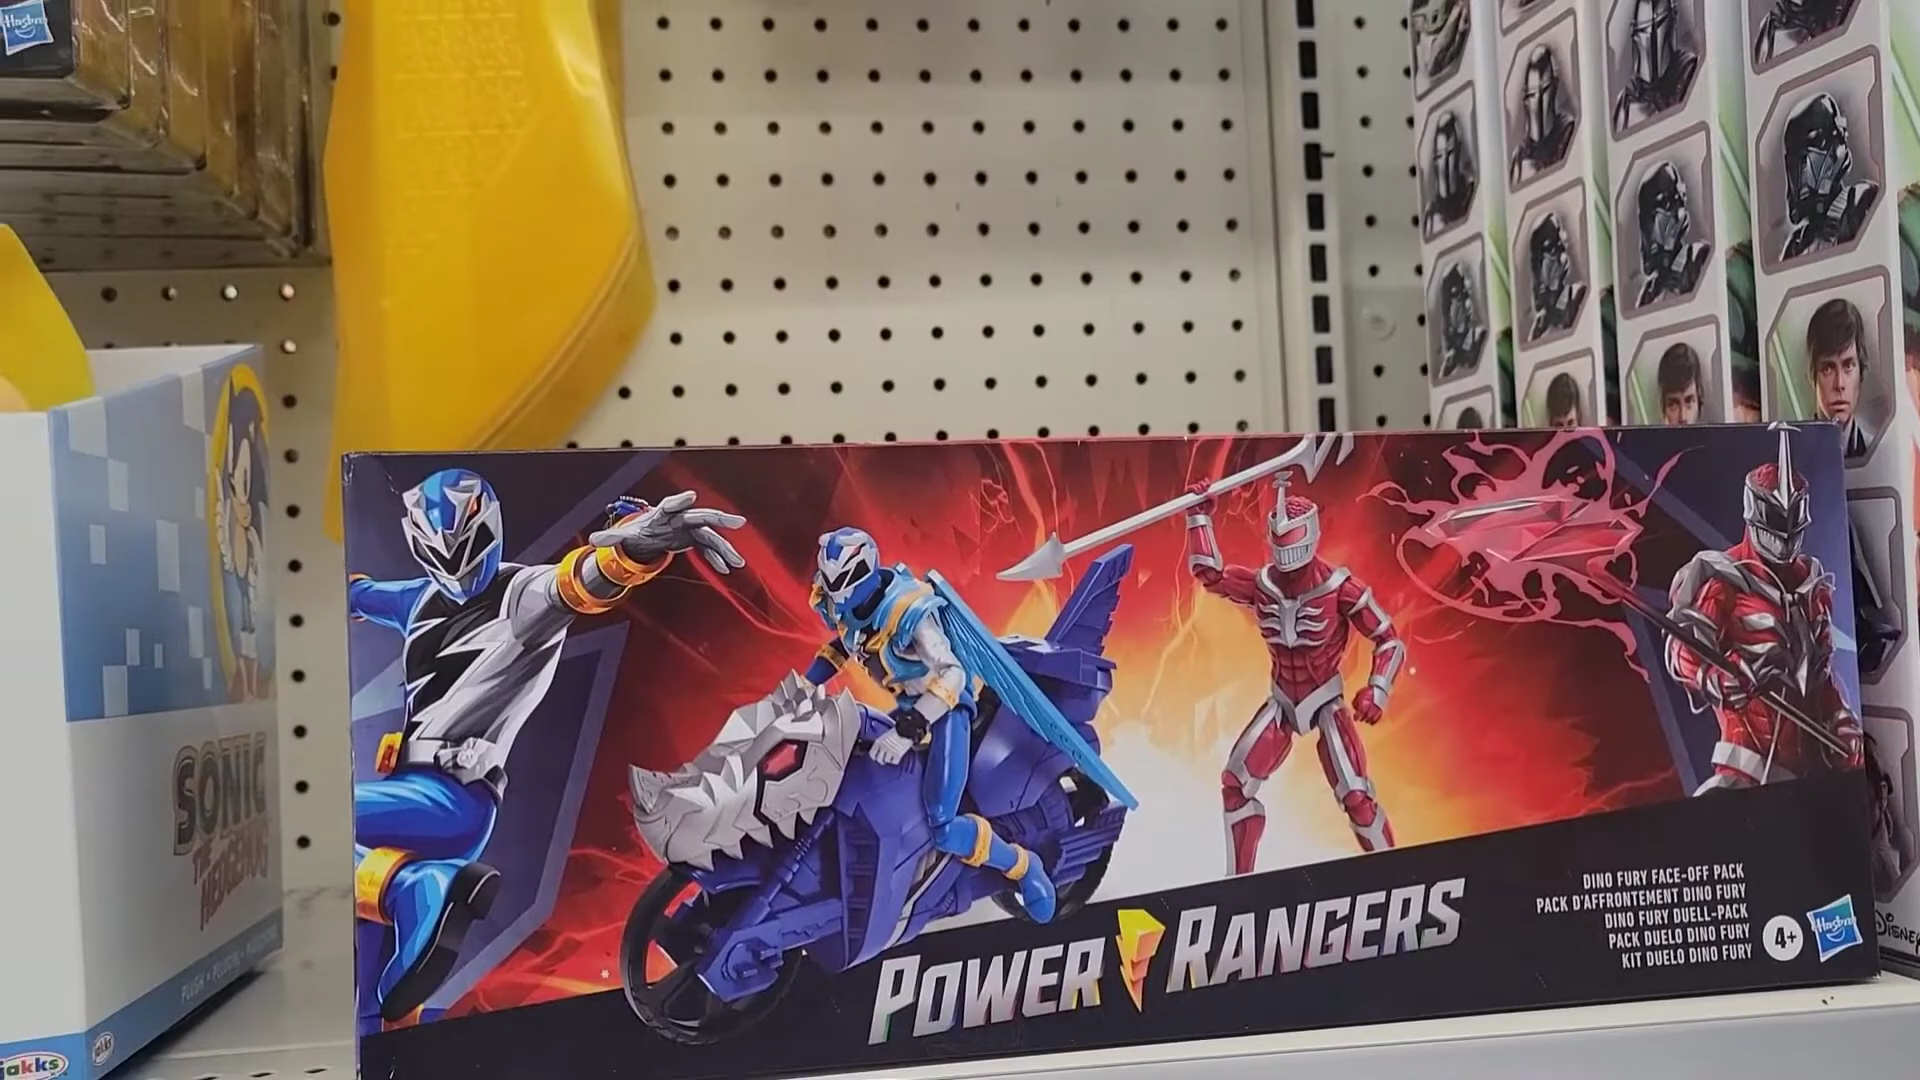 Hasbro
SONIC
THE
HEDGEHOG
PLUSH • PELUCHE •
jakks
jakks
POWER RANGERS
DINO FURY FACE-OFF PACK
PACK D'AFFRONTEMENT DINO FURY
DINO FURY DUELL-PACK
PACK DUELO DINO FURY
KIT DUELO DINO FURY
4+
Hasbro
Disney